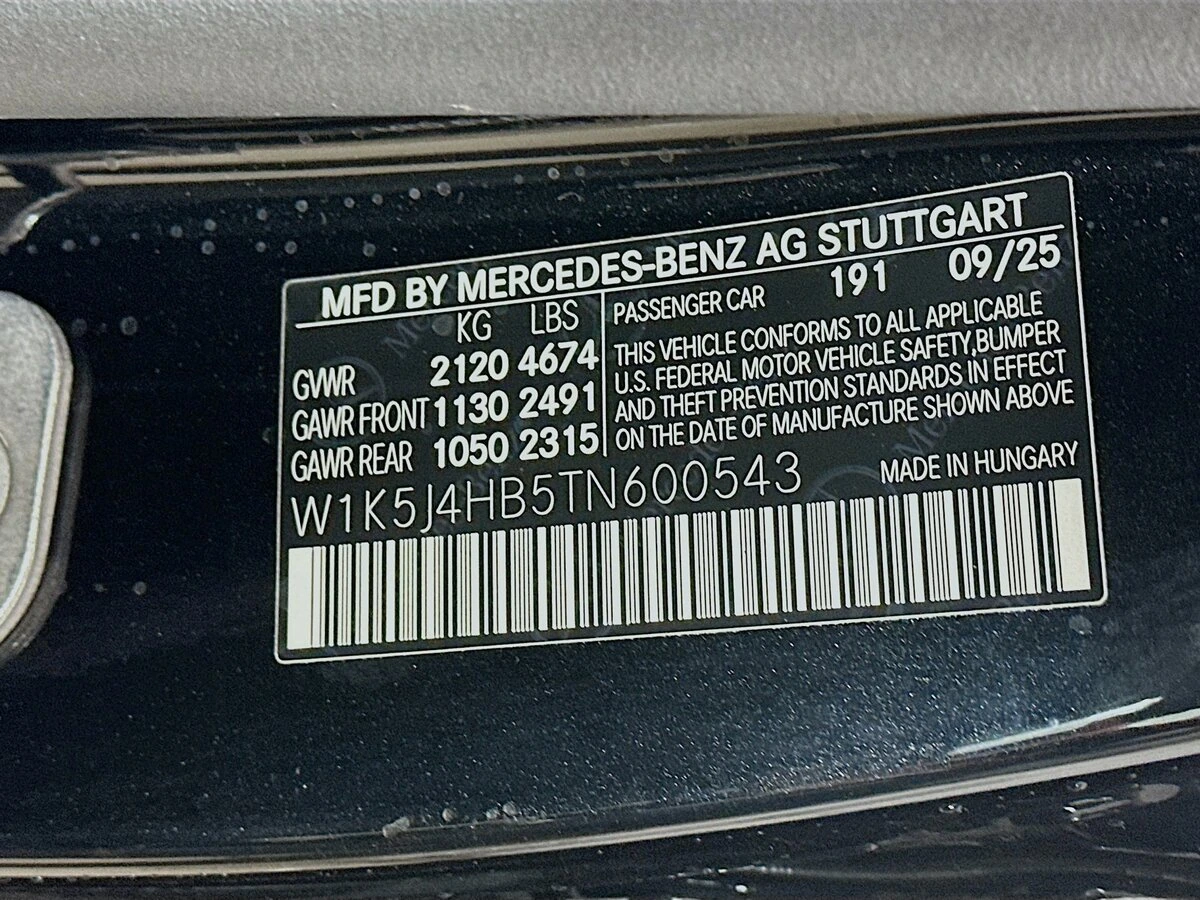 MFD BY MERCEDES-BENZ AG STUTTGART
KG LBS
GVWR 2120 4674
GAWR FRONT 1130 2491
GAWR REAR 1050 2315
PASSENGER CAR 191 09/25
THIS VEHICLE CONFORMS TO ALL APPLICABLE
U.S. FEDERAL MOTOR VEHICLE SAFETY,BUMPER
AND THEFT PREVENTION STANDARDS IN EFFECT
ON THE DATE OF MANUFACTURE SHOWN ABOVE
W1K5J4HB5TN600543 MADE IN HUNGARY